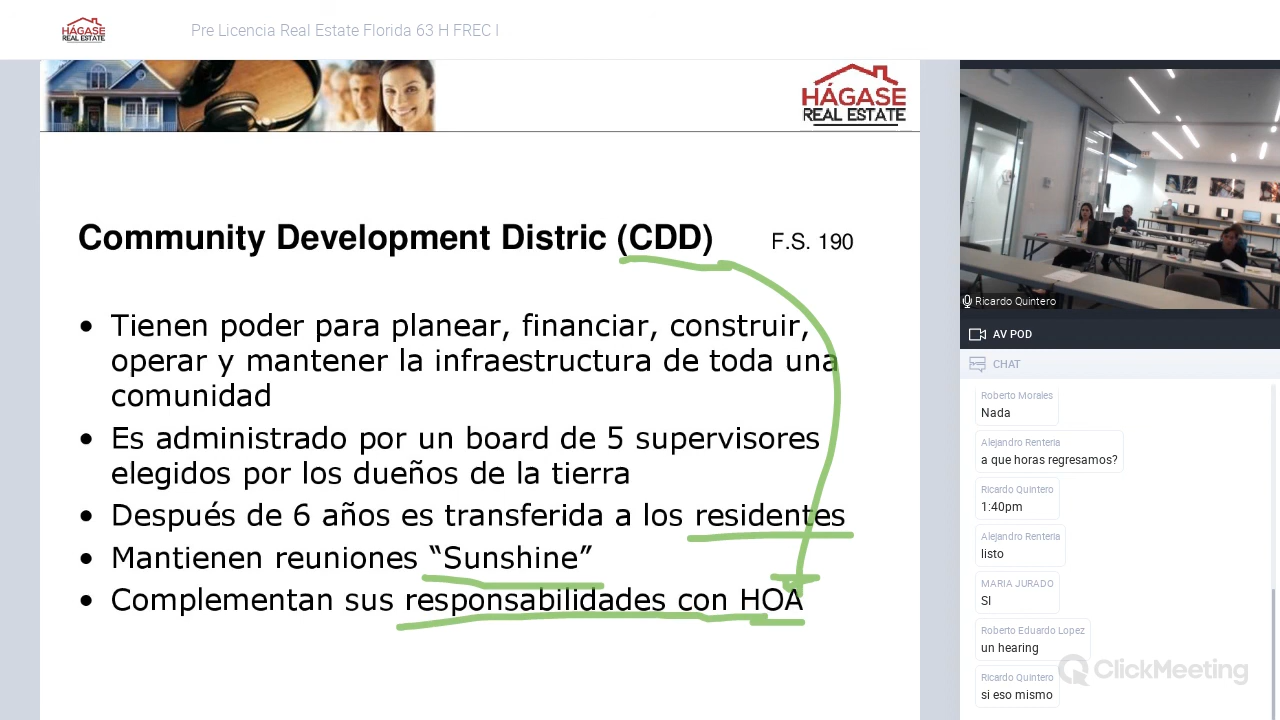 HÁGASE
REAL ESTATE
Pre Licencia Real Estate Florida 63 H FREC I
HÁGASE
REAL ESTATE
Community Development Distric (CDD) F.S. 190
• Tienen poder para planear, financiar, construir,
operar y mantener la infraestructura de toda una
comunidad
• Es administrado por un board de 5 supervisores
elegidos por los dueños de la tierra
• Después de 6 años es transferida a los residentes
• Mantienen reuniones “Sunshine”
• Complementan sus responsabilidades con HOA
Ricardo Quintero
AV POD
CHAT
Roberto Morales
Nada
Alejandro Renteria
a que horas regresamos?
Ricardo Quintero
1:40pm
Alejandro Renteria
listo
MARIA JURADO
SI
Roberto Eduardo Lopez
un hearing
Ricardo Quintero
si eso mismo
ClickMeeting